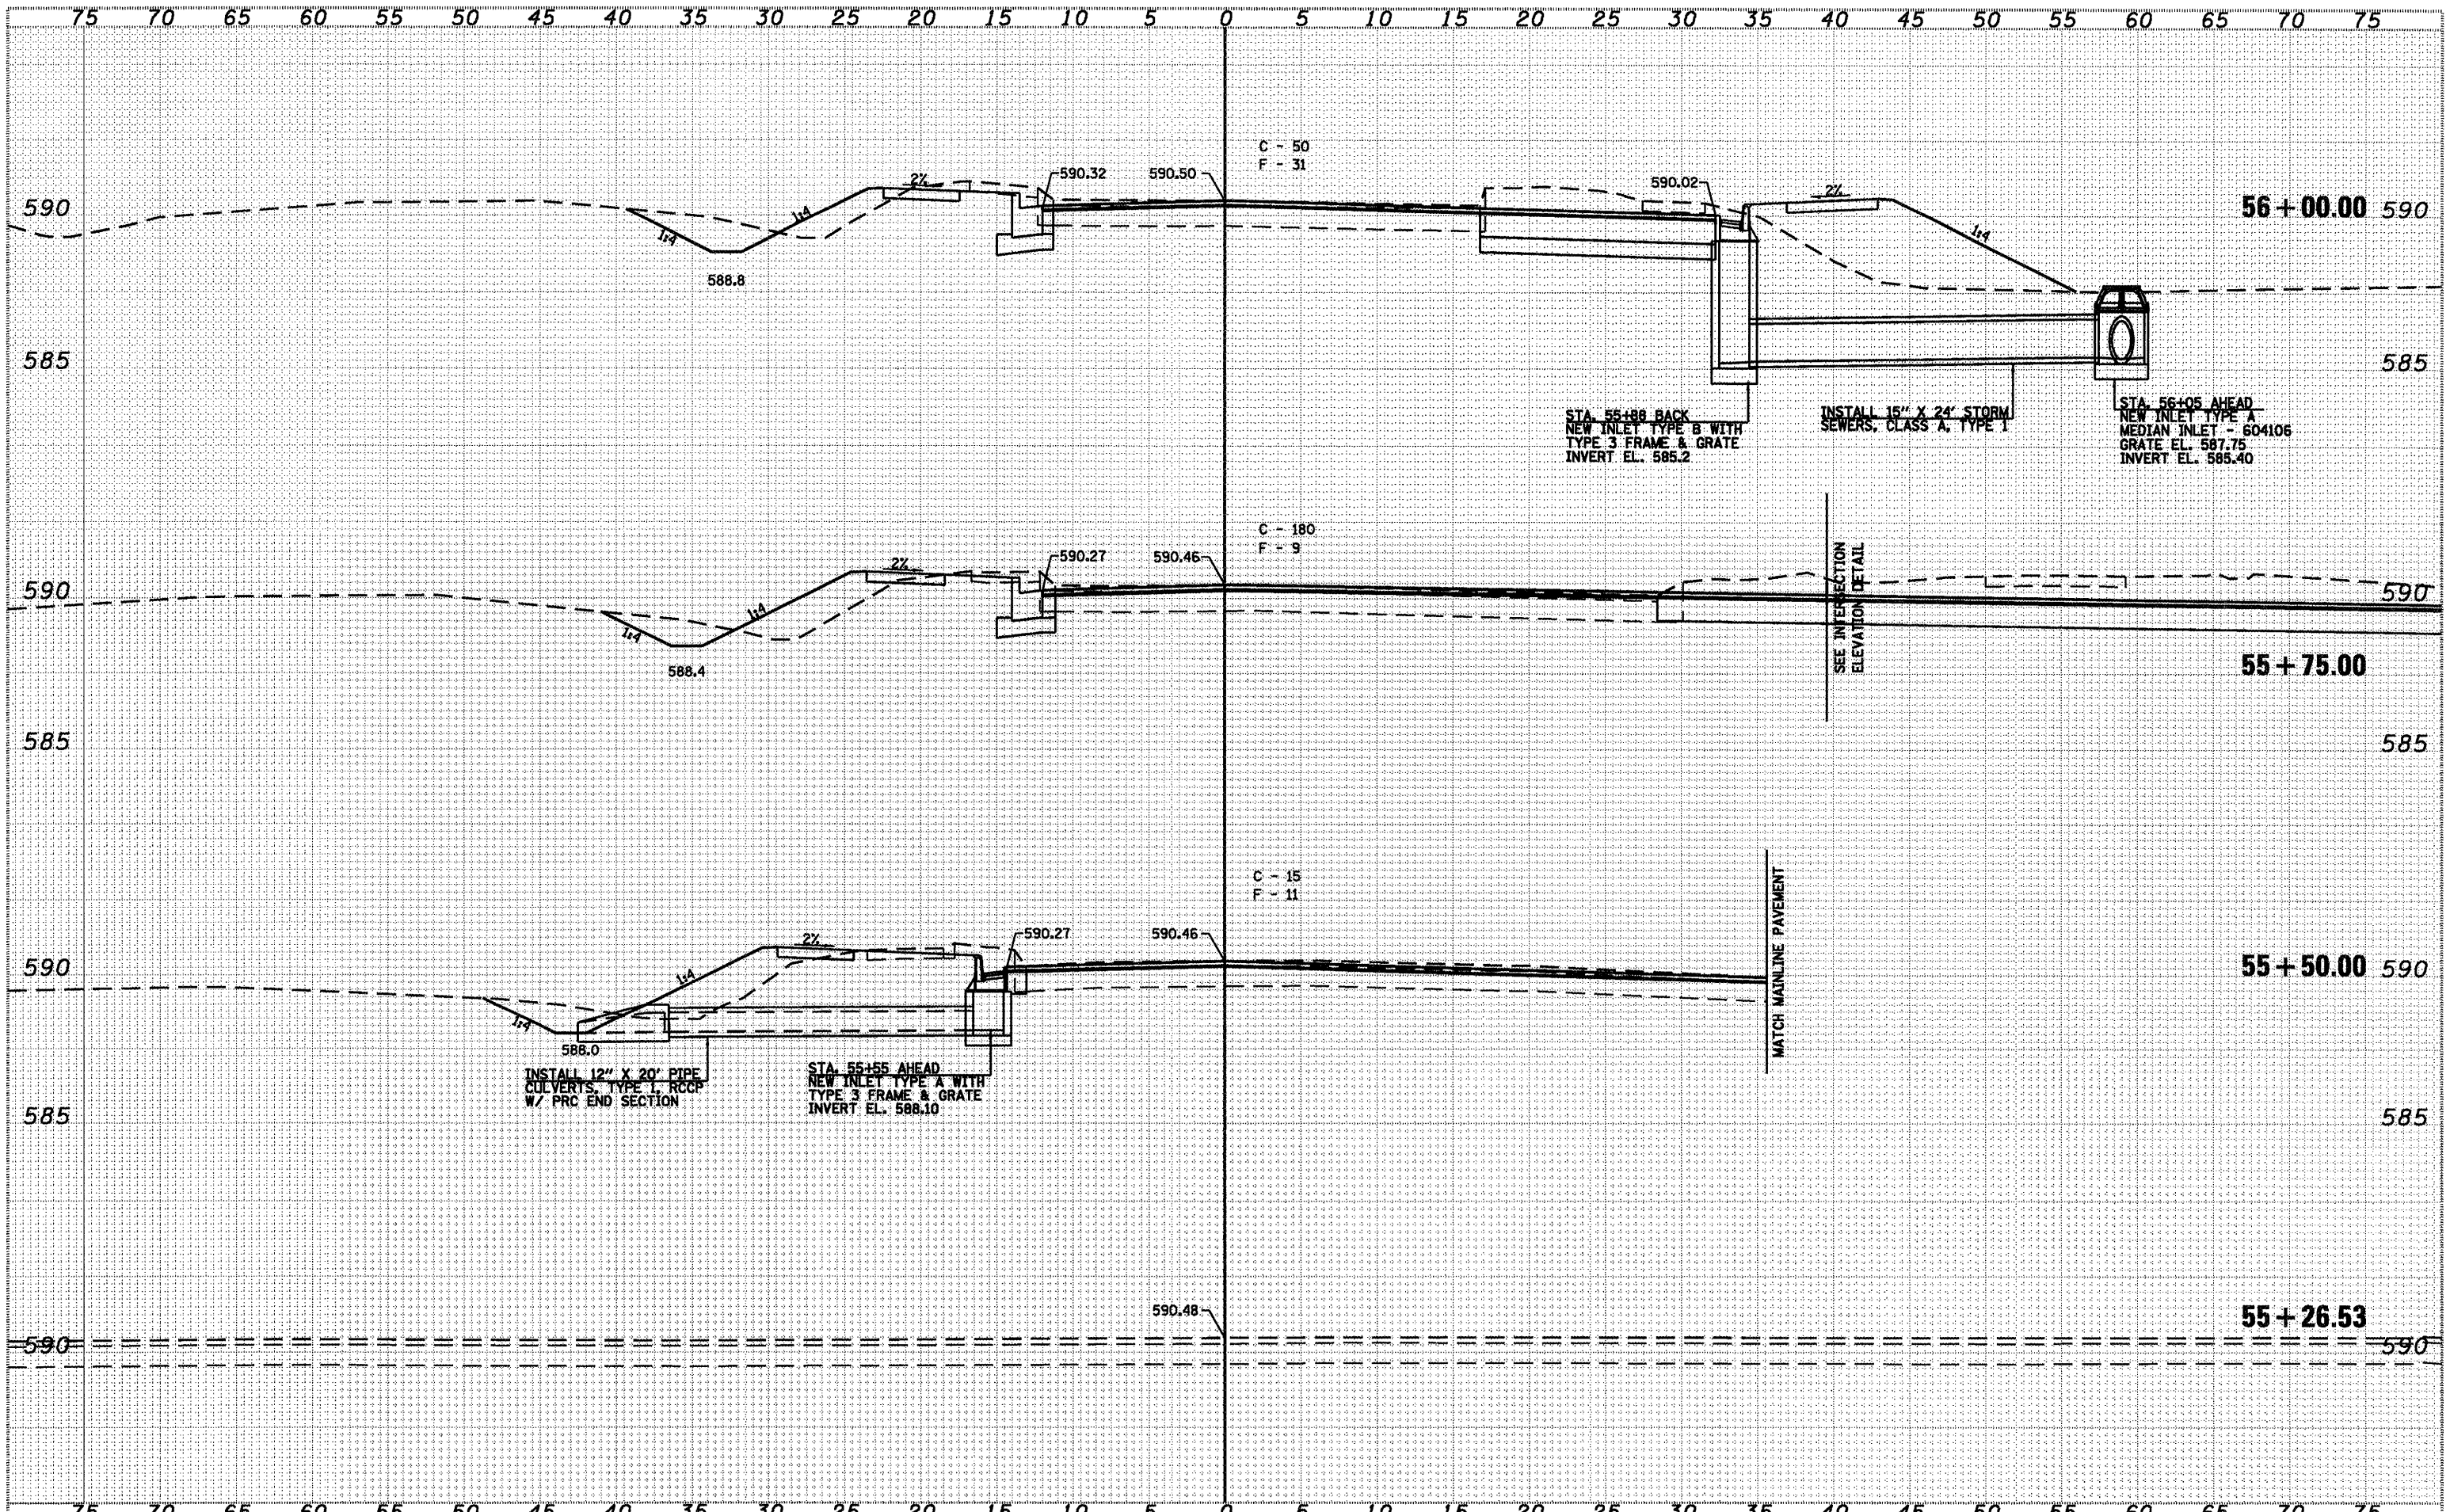 75 70 65 60 55 50 45 40 35 30 25 20 15 10 5 0 5 10 15 20 25 30 35 40 45 50 55 60 65 70 75
C - 50
F - 31
590.32
590.50
590.02
2%
2%
1:4
1:4
1:4
590
56 + 00.00 590
588.8
585
585
STA. 55+88 BACK
NEW INLET TYPE B WITH
TYPE 3 FRAME & GRATE
INVERT EL. 585.2
INSTALL 15" X 24' STORM
SEWERS, CLASS A, TYPE 1
STA. 56+05 AHEAD
NEW INLET TYPE A
MEDIAN INLET - 604106
GRATE EL. 587.75
INVERT EL. 585.40
C - 180
F - 9
590.27
590.46
2%
1:4
1:4
590
590
588.4
SEE INTERSECTION
ELEVATION DETAIL
55 + 75.00
585
585
C - 15
F - 11
590.27
590.46
2%
1:4
1:4
590
55 + 50.00 590
MATCH MAINLINE PAVEMENT
588.0
INSTALL 12" X 20' PIPE
CULVERTS, TYPE 1, RCCP
W/ PRC END SECTION
STA. 55+55 AHEAD
NEW INLET TYPE A WITH
TYPE 3 FRAME & GRATE
INVERT EL. 588.10
585
585
590.48
55 + 26.53
590
590
75 70 65 60 55 50 45 40 35 30 25 20 15 10 5 0 5 10 15 20 25 30 35 40 45 50 55 60 65 70 75